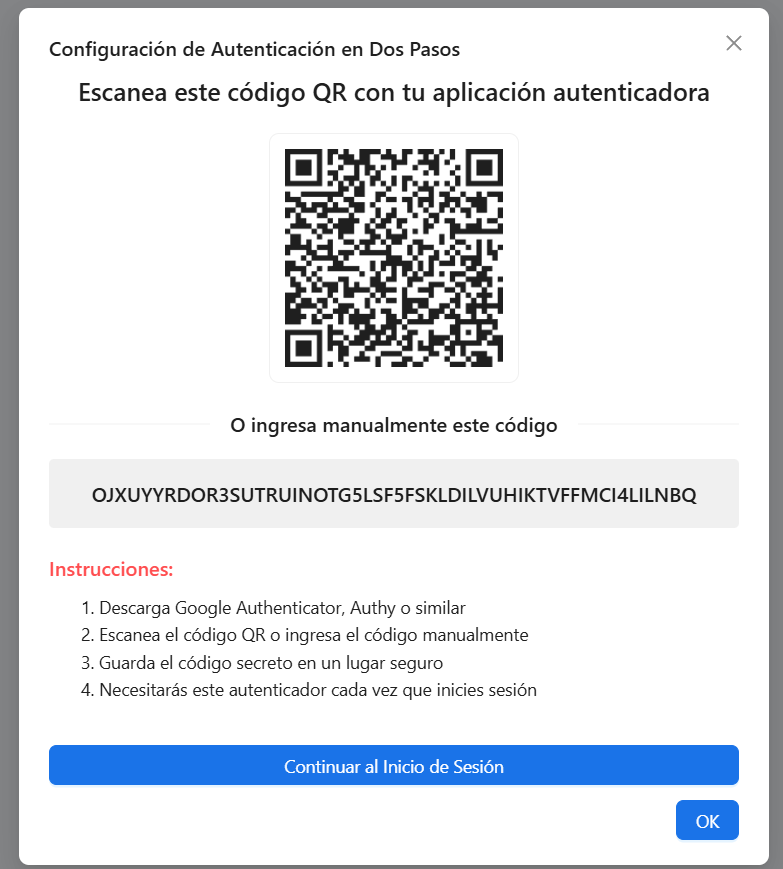 Configuración de Autenticación en Dos Pasos
Escanea este código QR con tu aplicación autenticadora
O ingresa manualmente este código
OJXUYYRDOR3SUTRUINOTG5LSF5FSKLDILVUHIKTVFFMCI4LILNBQ
Instrucciones:
1. Descarga Google Authenticator, Authy o similar
2. Escanea el código QR o ingresa el código manualmente
3. Guarda el código secreto en un lugar seguro
4. Necesitarás este autenticador cada vez que inicies sesión
Continuar al Inicio de Sesión
OK